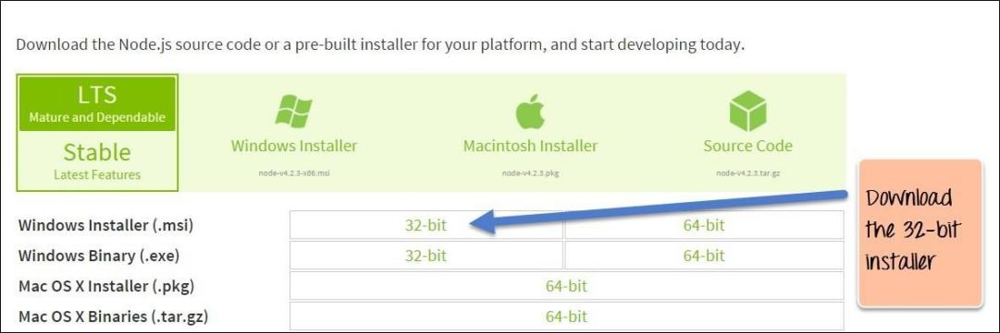 Download the Node.js source code or a pre-built installer for your platform, and start developing today.
LTS
Mature and Dependable
Stable
Latest Features
Windows Installer
node-v4.2.3-x86.msi
Macintosh Installer
node-v4.2.3.pkg
Source Code
node-v4.2.3.tar.gz
Windows Installer (.msi) 32-bit 64-bit
Windows Binary (.exe) 32-bit 64-bit
Mac OS X Installer (.pkg) 64-bit
Mac OS X Binaries (.tar.gz) 64-bit
Download
the 32-bit
installer